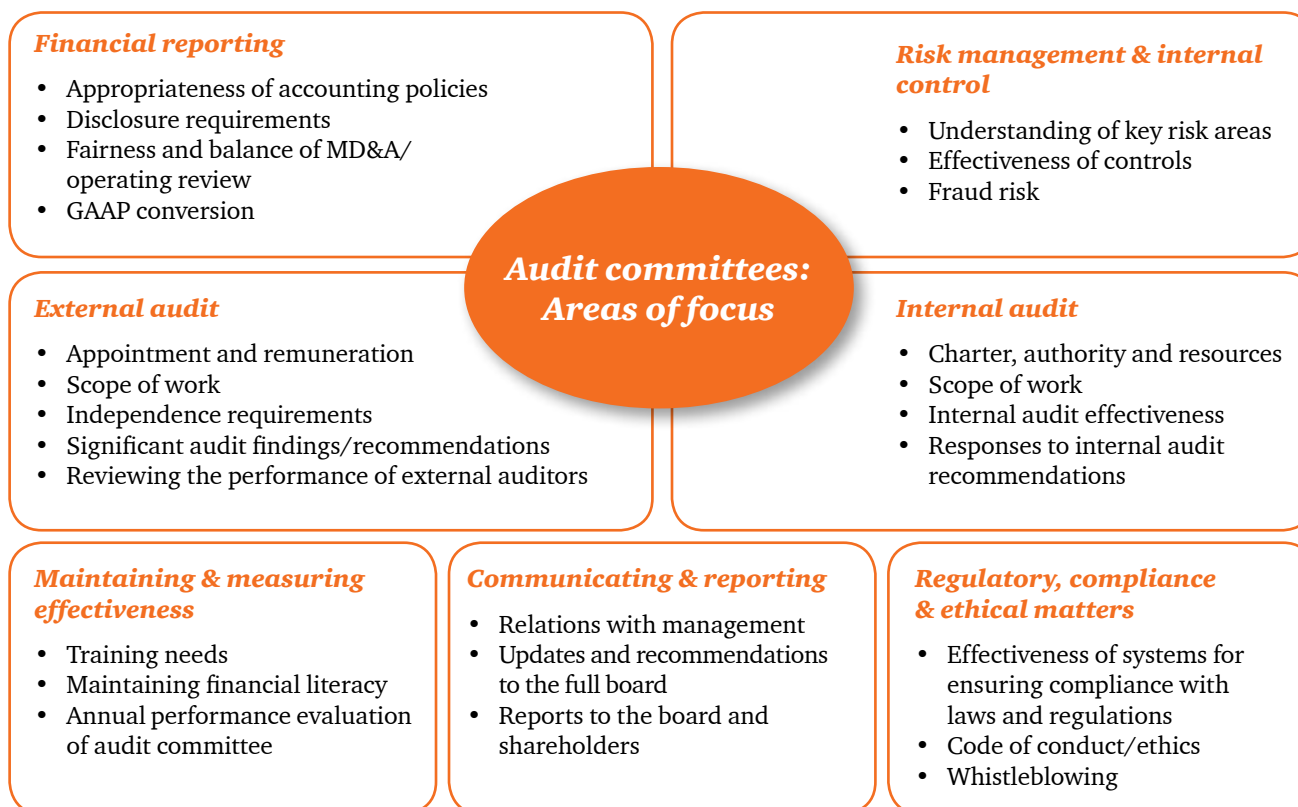 Financial reporting
• Appropriateness of accounting policies
• Disclosure requirements
• Fairness and balance of MD&A/
operating review
• GAAP conversion
Risk management & internal
control
• Understanding of key risk areas
• Effectiveness of controls
• Fraud risk
Audit committees:
Areas of focus
External audit
• Appointment and remuneration
• Scope of work
• Independence requirements
• Significant audit findings/recommendations
• Reviewing the performance of external auditors
Internal audit
• Charter, authority and resources
• Scope of work
• Internal audit effectiveness
• Responses to internal audit
recommendations
Maintaining & measuring
effectiveness
• Training needs
• Maintaining financial literacy
• Annual performance evaluation
of audit committee
Communicating & reporting
• Relations with management
• Updates and recommendations
to the full board
• Reports to the board and
shareholders
Regulatory, compliance
& ethical matters
• Effectiveness of systems for
ensuring compliance with
laws and regulations
• Code of conduct/ethics
• Whistleblowing